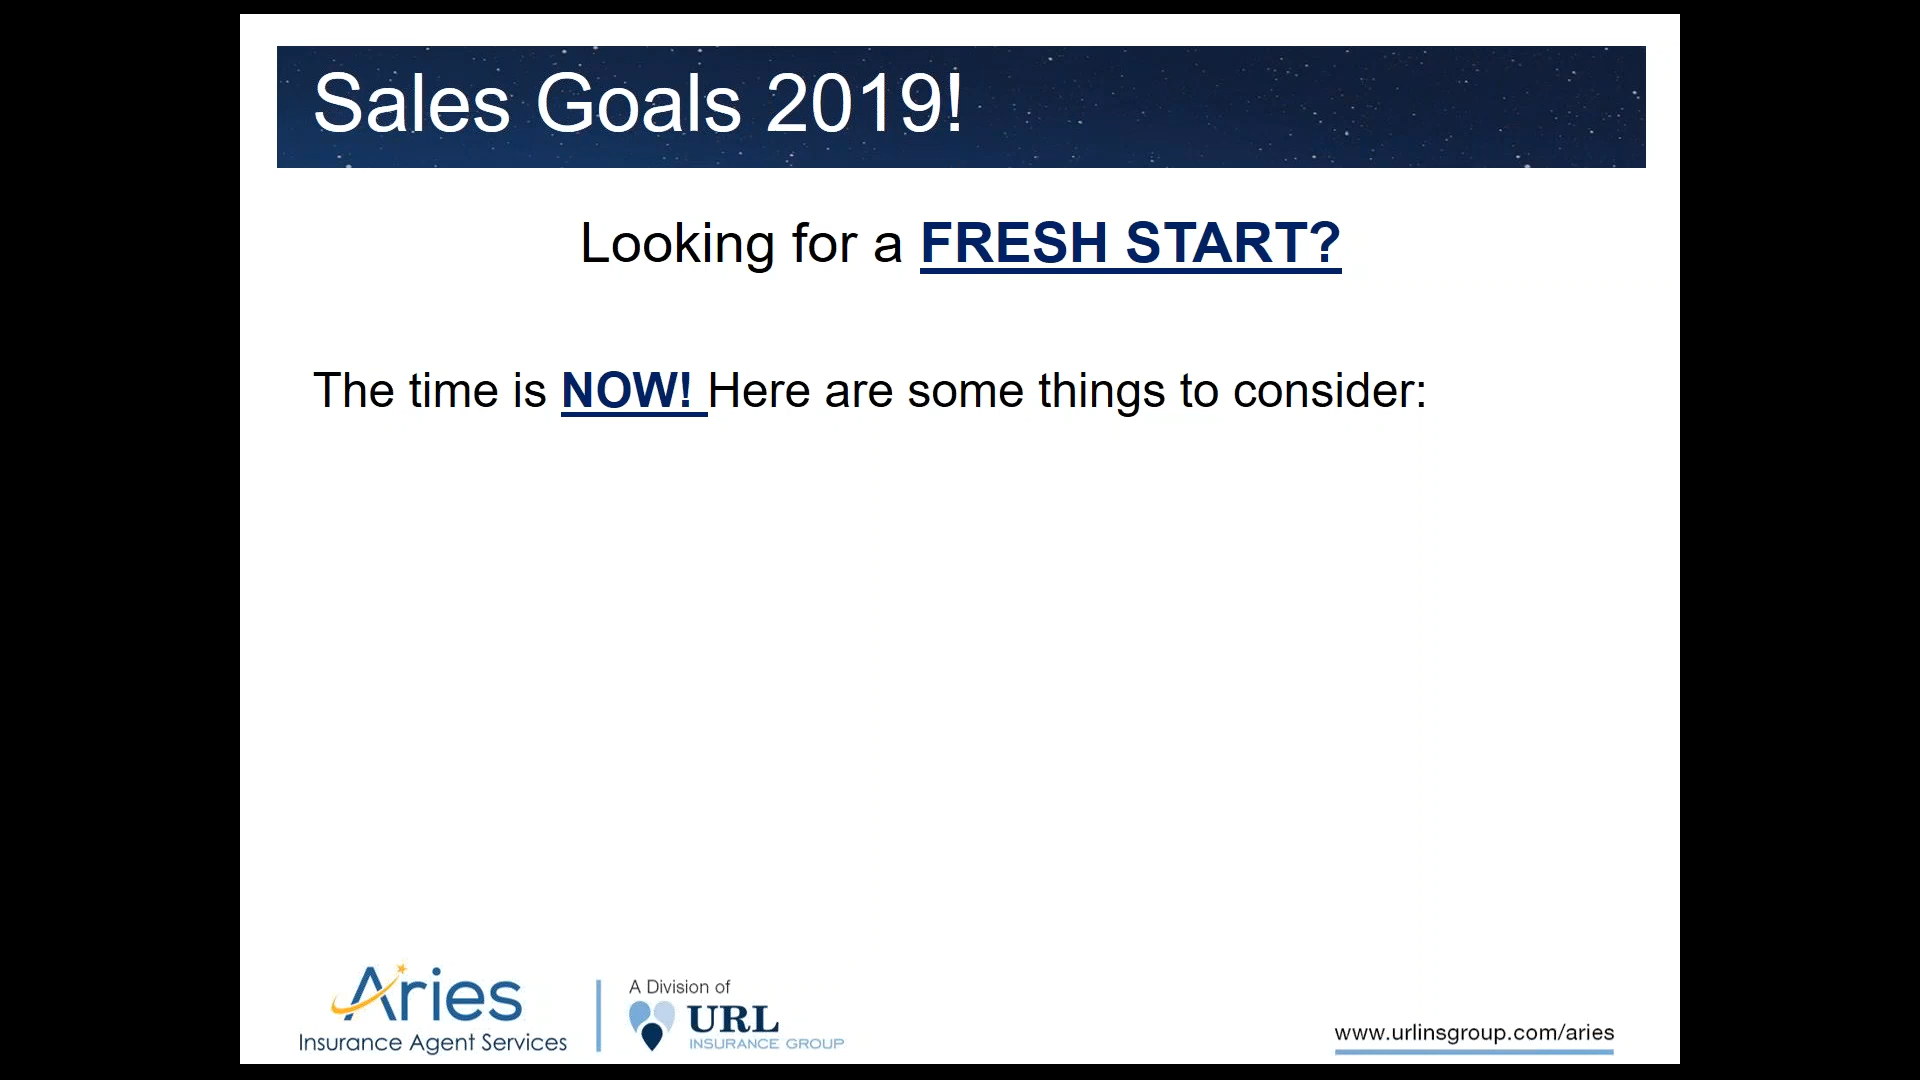 Sales Goals 2019!
Looking for a FRESH START?
The time is NOW! Here are some things to consider:
Aries
Insurance Agent Services
A Division of
URL
INSURANCE GROUP
www.urlinsgroup.com/aries